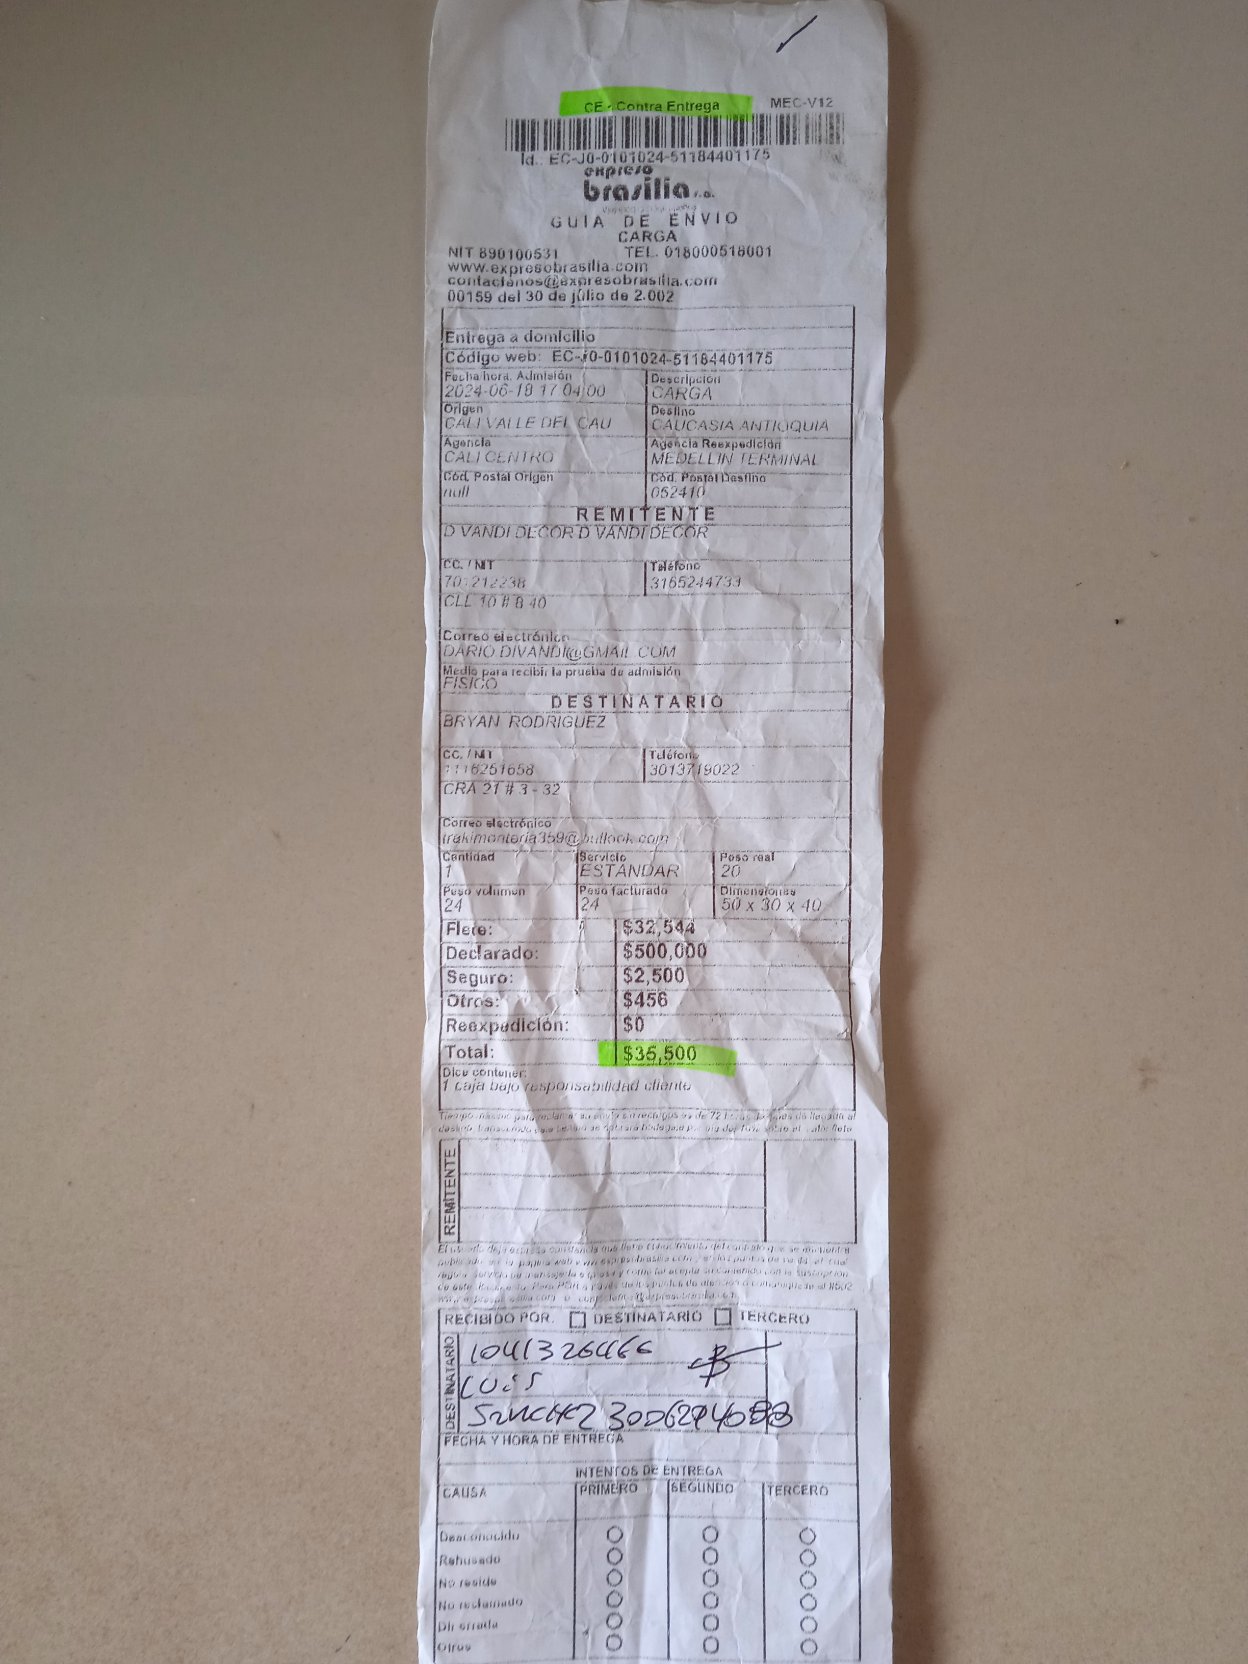 CE - Contra Entrega MEC-V12
Id.: EC-J0-0101024-51184401175
expreso
brasilia s.a.
GUIA DE ENVIO
CARGA
NIT 890100531 TEL. 018000518001
www.expresobrasilia.com
contactanos@expresobrasilia.com
00159 del 30 de julio de 2.002
Entrega a domicilio
Código web: EC-J0-0101024-51184401175
Fecha hora. Admisión Descripción
2024-06-18 17 04 00 CARGA
Origen Destino
CALI VALLE DEL CAU CAUCASIA ANTIOQUIA
Agencia Agencia Reexpedición
CALI CENTRO MEDELLIN TERMINAL
Cód. Postal Origen Cód. Postal Destino
null 052410
REMITENTE
D VANDI DECOR D VANDI DECOR
CC. / NIT Teléfono
701212238 3165244733
CLL 10 # 8 40
Correo electrónico
DARIO DIVANDI@GMAIL COM
Medio para recibir la prueba de admisión
FISICO
DESTINATARIO
BRYAN RODRIGUEZ
CC. / NIT Teléfono
1116251658 3013719022
CRA 21 # 3 - 32
Correo electrónico
trakimonteria359@outlook.com
Cantidad Servicio Peso real
1 ESTANDAR 20
Peso volumen Peso facturado Dimensiones
24 24 50 x 30 x 40
Flete: $32,544
Declarado: $500,000
Seguro: $2,500
Otros: $456
Reexpedición: $0
Total: $35,500
Dice contener:
1 caja bajo responsabilidad cliente
REMITENTE
RECIBIDO POR. DESTINATARIO TERCERO
DESTINATARIO
1041326466
LUIS
SANCHEZ 3006294088
FECHA Y HORA DE ENTREGA
INTENTOS DE ENTREGA
CAUSA PRIMERO SEGUNDO TERCERO
Desconocido
Rehusado
No reside
No reclamado
Dir errada
Otros